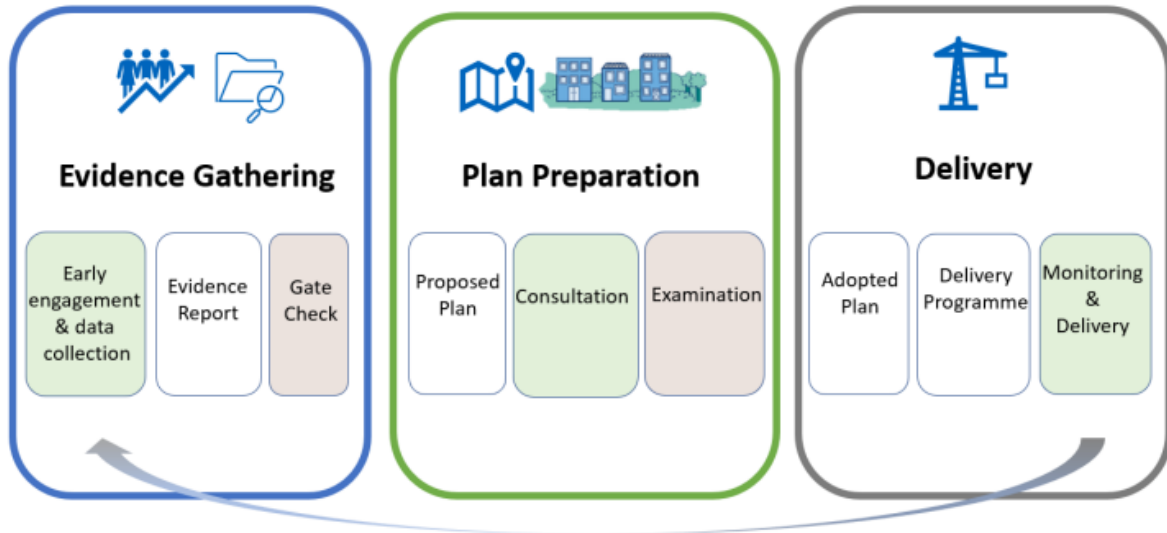 Evidence Gathering
Early
engagement
& data
collection
Evidence
Report
Gate
Check
Plan Preparation
Proposed
Plan
Consultation
Examination
Delivery
Adopted
Plan
Delivery
Programme
Monitoring
&
Delivery